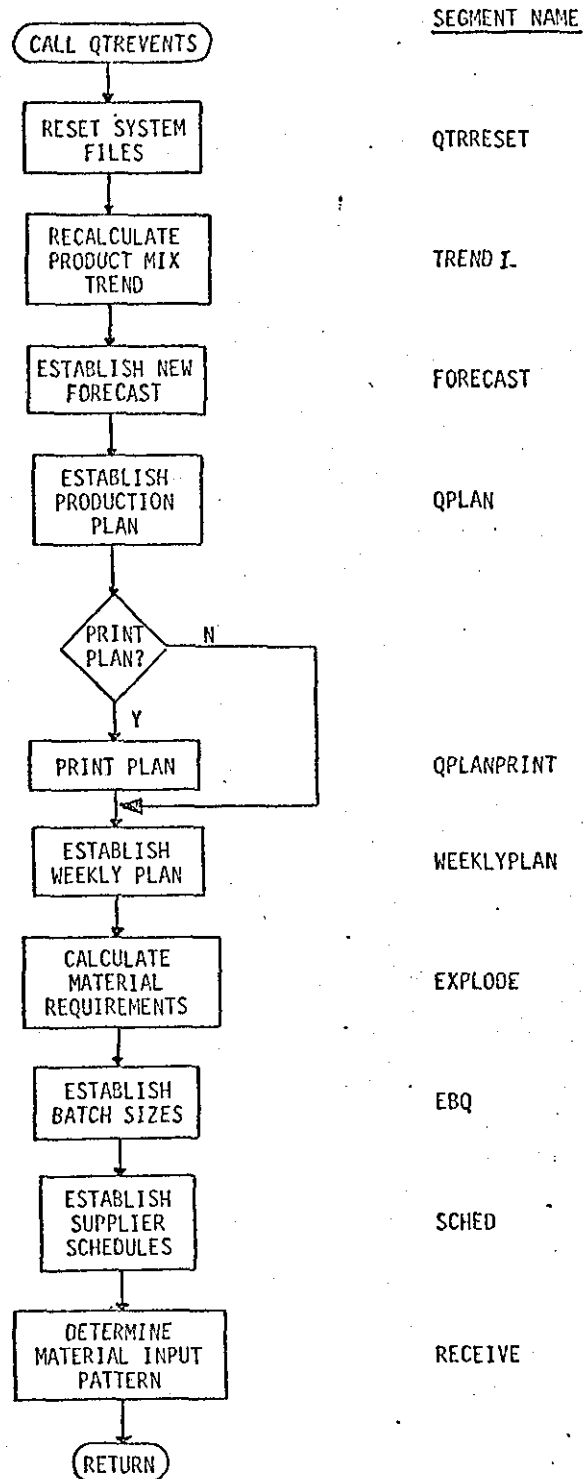 SEGMENT NAME
CALL QTREVENTS
RESET SYSTEM
FILES
QTRRESET
RECALCULATE
PRODUCT MIX
TREND
TREND I
ESTABLISH NEW
FORECAST
FORECAST
ESTABLISH
PRODUCTION
PLAN
QPLAN
PRINT
PLAN?
N
Y
PRINT PLAN
QPLANPRINT
ESTABLISH
WEEKLY PLAN
WEEKLYPLAN
CALCULATE
MATERIAL
REQUIREMENTS
EXPLODE
ESTABLISH
BATCH SIZES
EBQ
ESTABLISH
SUPPLIER
SCHEDULES
SCHED
DETERMINE
MATERIAL INPUT
PATTERN
RECEIVE
RETURN